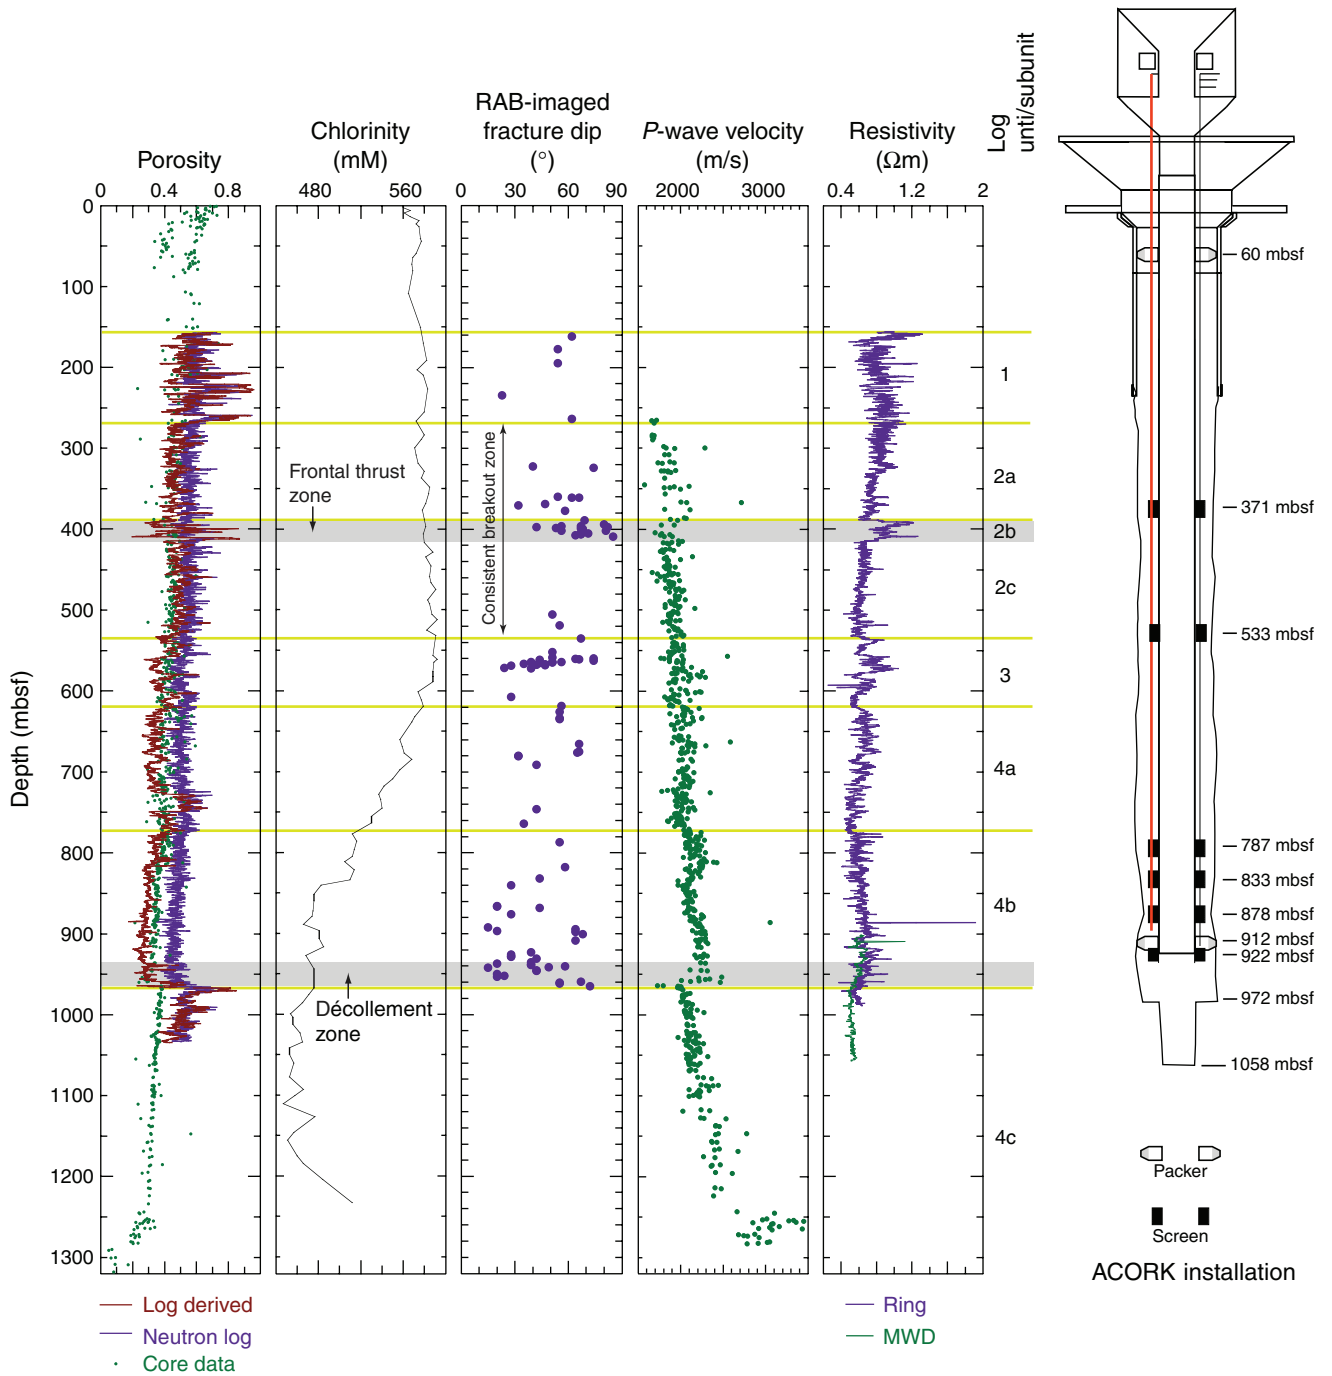 Porosity
Chlorinity
(mM)
RAB-imaged
fracture dip
(°)
P-wave velocity
(m/s)
Resistivity
(Ωm)
Log
unti/subunit
0 0.4 0.8
480 560
0 30 60 90
2000 3000
0.4 1.2 2
Depth (mbsf)
0
100
200
300
400
500
600
700
800
900
1000
1100
1200
1300
Frontal thrust
zone
Consistent breakout zone
Décollement
zone
1
2a
2b
2c
3
4a
4b
4c
60 mbsf
371 mbsf
533 mbsf
787 mbsf
833 mbsf
878 mbsf
912 mbsf
922 mbsf
972 mbsf
1058 mbsf
Packer
Screen
ACORK installation
Log derived
Neutron log
Core data
Ring
MWD